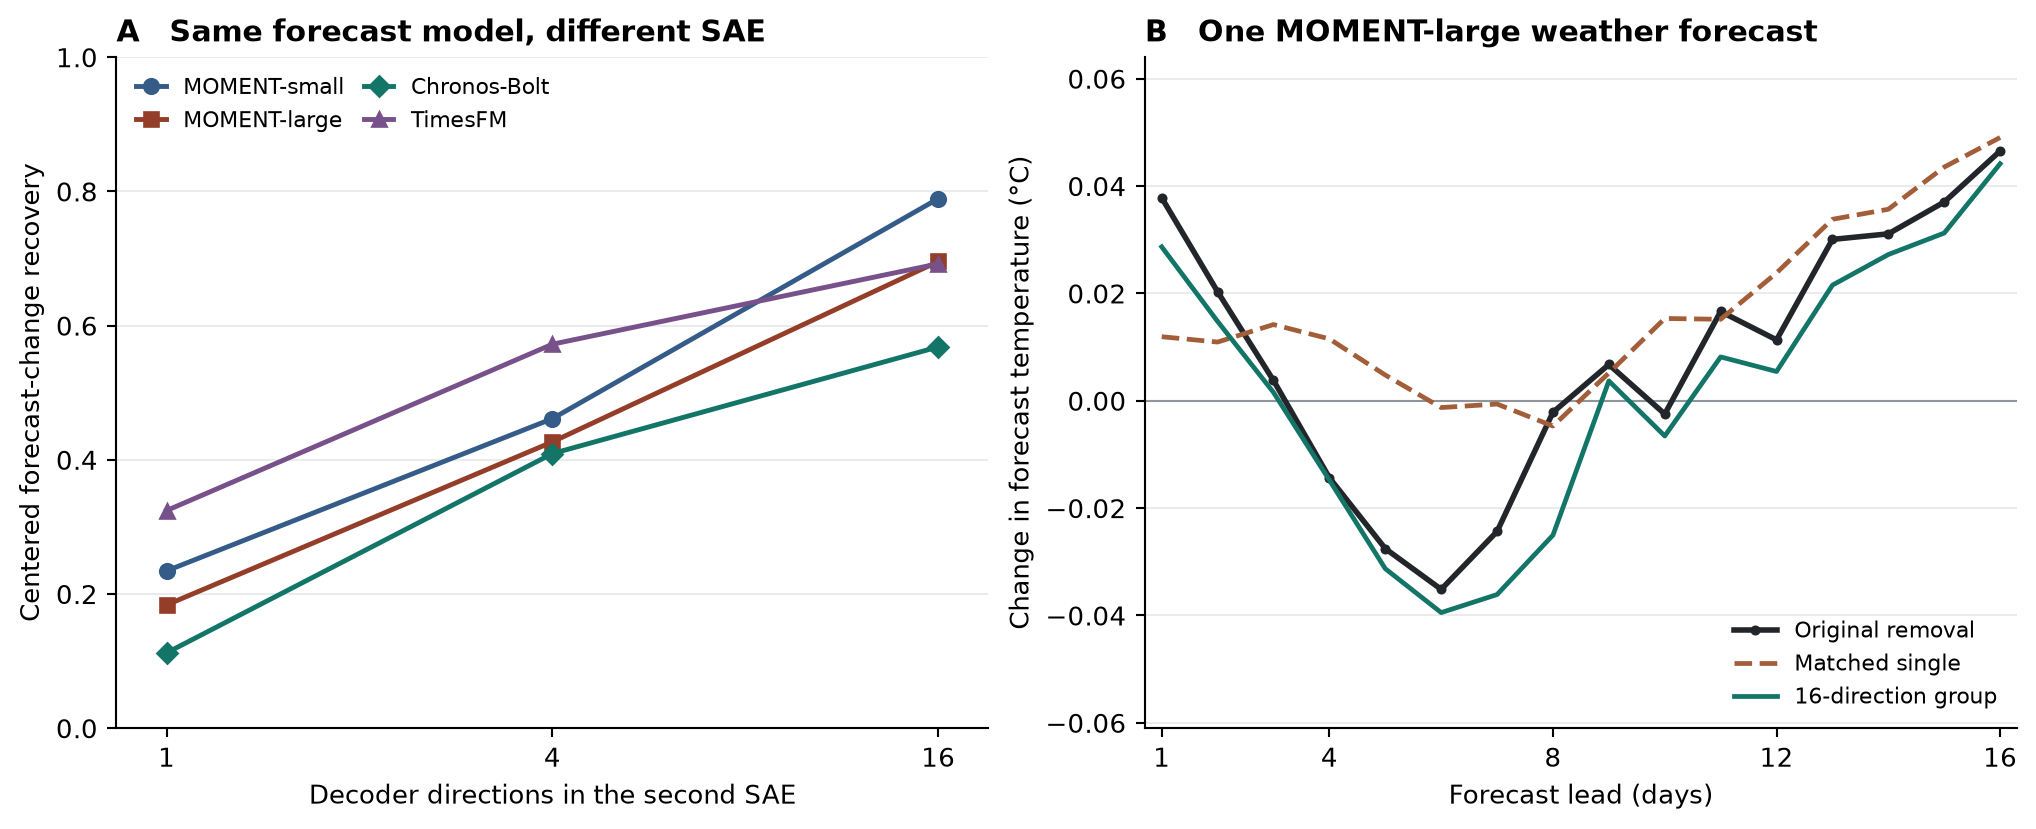 A Same forecast model, different SAE
1.0
0.8
0.6
0.4
0.2
0.0
Centered forecast-change recovery
MOMENT-small
MOMENT-large
Chronos-Bolt
TimesFM
1
4
16
Decoder directions in the second SAE
B One MOMENT-large weather forecast
0.06
0.04
0.02
0.00
−0.02
−0.04
−0.06
Change in forecast temperature (°C)
Original removal
Matched single
16-direction group
1
4
8
12
16
Forecast lead (days)